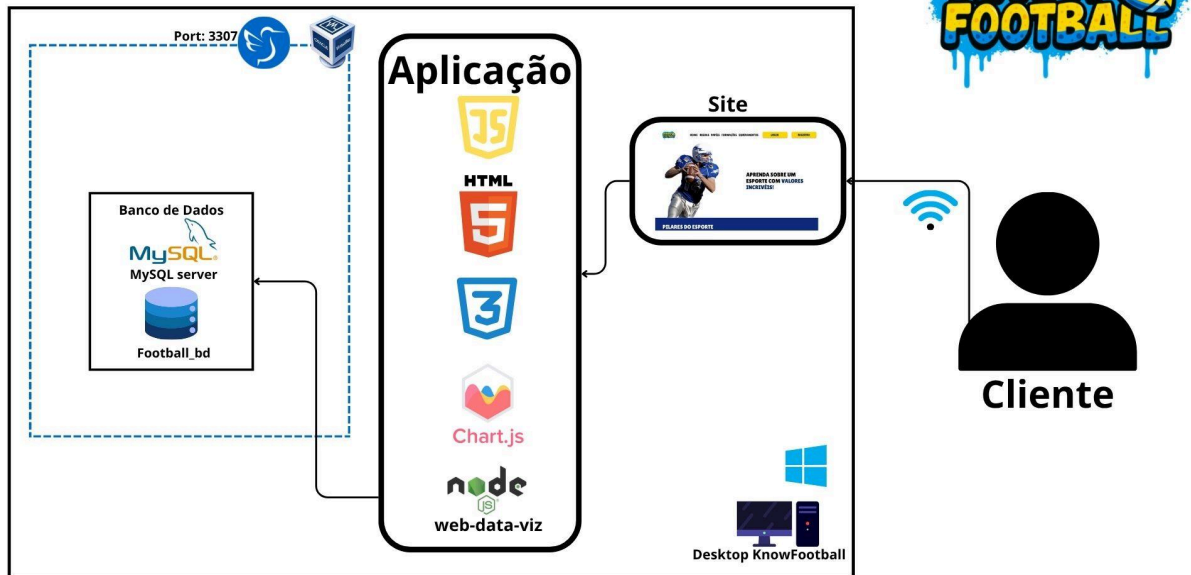 FOOTBALL
Port: 3307
Aplicação
JS
HTML
5
3
Chart.js
node
JS
web-data-viz
Banco de Dados
MySQL
MySQL server
Football_bd
Site
APRENDA SOBRE UM
ESPORTE COM VALORES
INCRIVÉIS!
PILARES DO ESPORTE
Cliente
Desktop KnowFootball